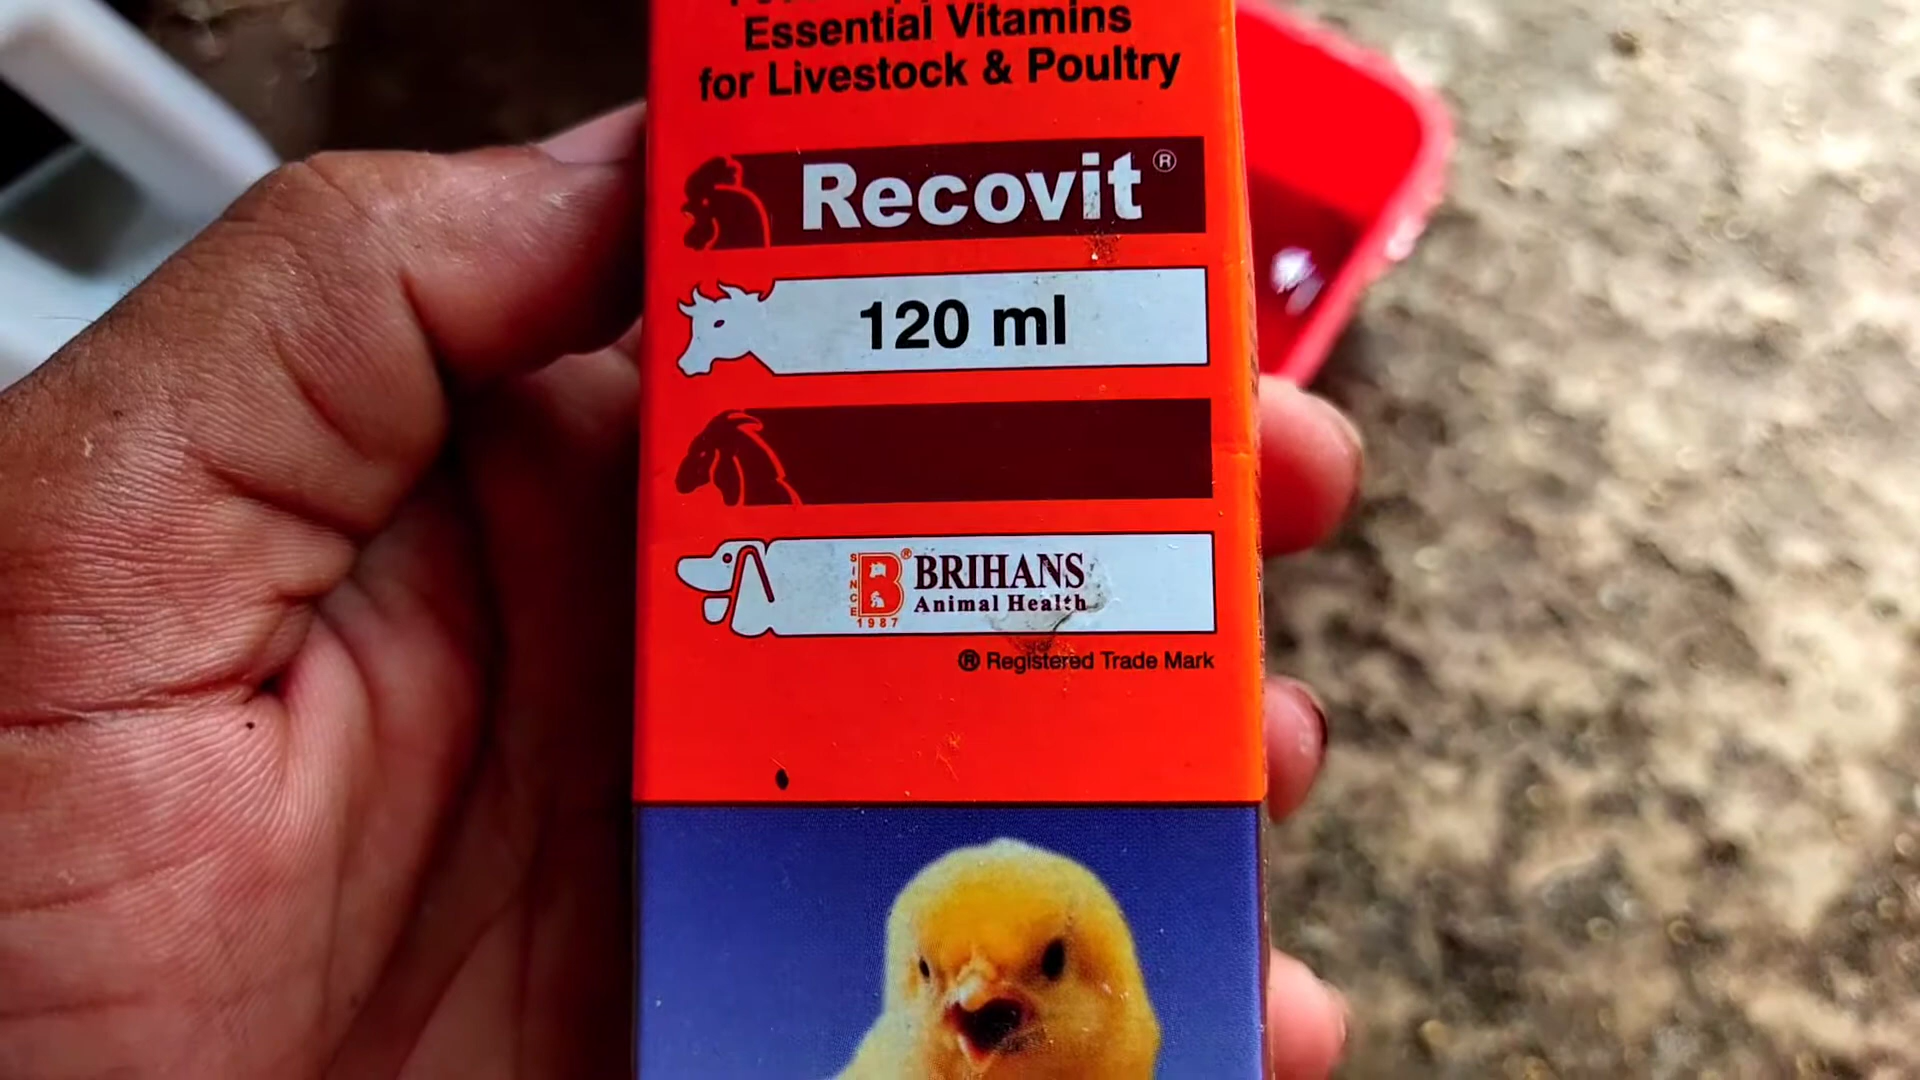 Essential Vitamins
for Livestock & Poultry
Recovit ®
120 ml
SINCE 1987 B ® BRIHANS
Animal Health
® Registered Trade Mark